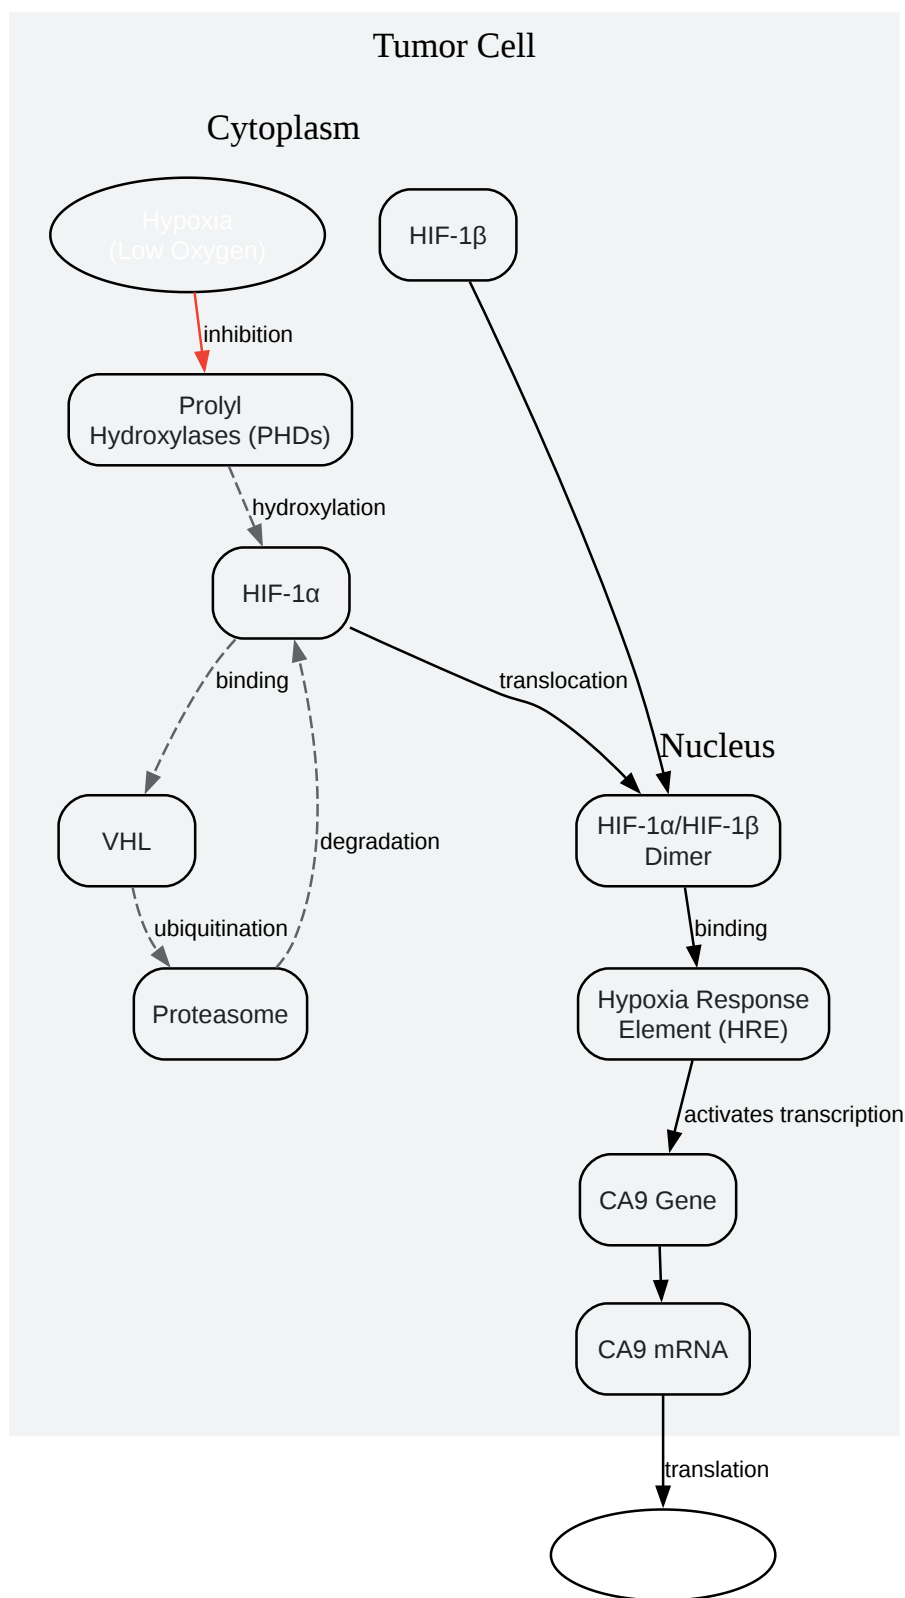 Tumor Cell
Cytoplasm
Hypoxia
(Low Oxygen)
HIF-1β
inhibition
Prolyl
Hydroxylases (PHDs)
hydroxylation
HIF-1α
binding
translocation
Nucleus
VHL
degradation
HIF-1α/HIF-1β
Dimer
ubiquitination
binding
Proteasome
Hypoxia Response
Element (HRE)
activates transcription
CA9 Gene
CA9 mRNA
translation